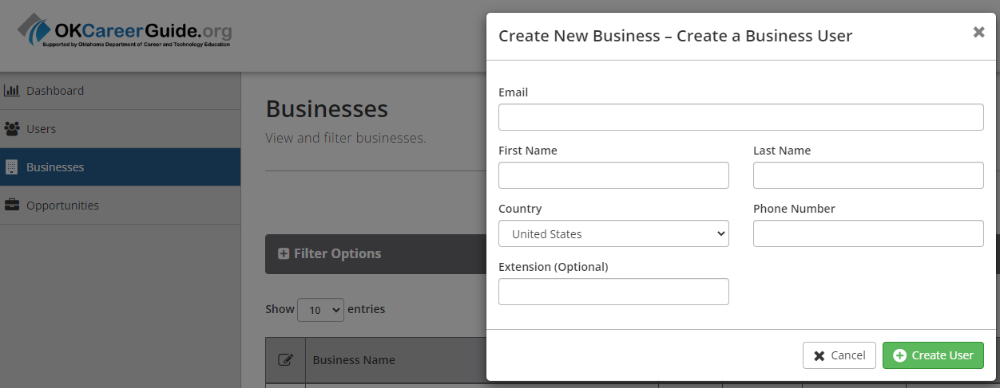 OKCareerGuide.org
Supported by Oklahoma Department of Career and Technology Education
Dashboard
Users
Businesses
Opportunities
Businesses
View and filter businesses.
Filter Options
Show 10 entries
Business Name
Create New Business – Create a Business User
Email
First Name
Last Name
Country
Phone Number
United States
Extension (Optional)
Cancel
Create User